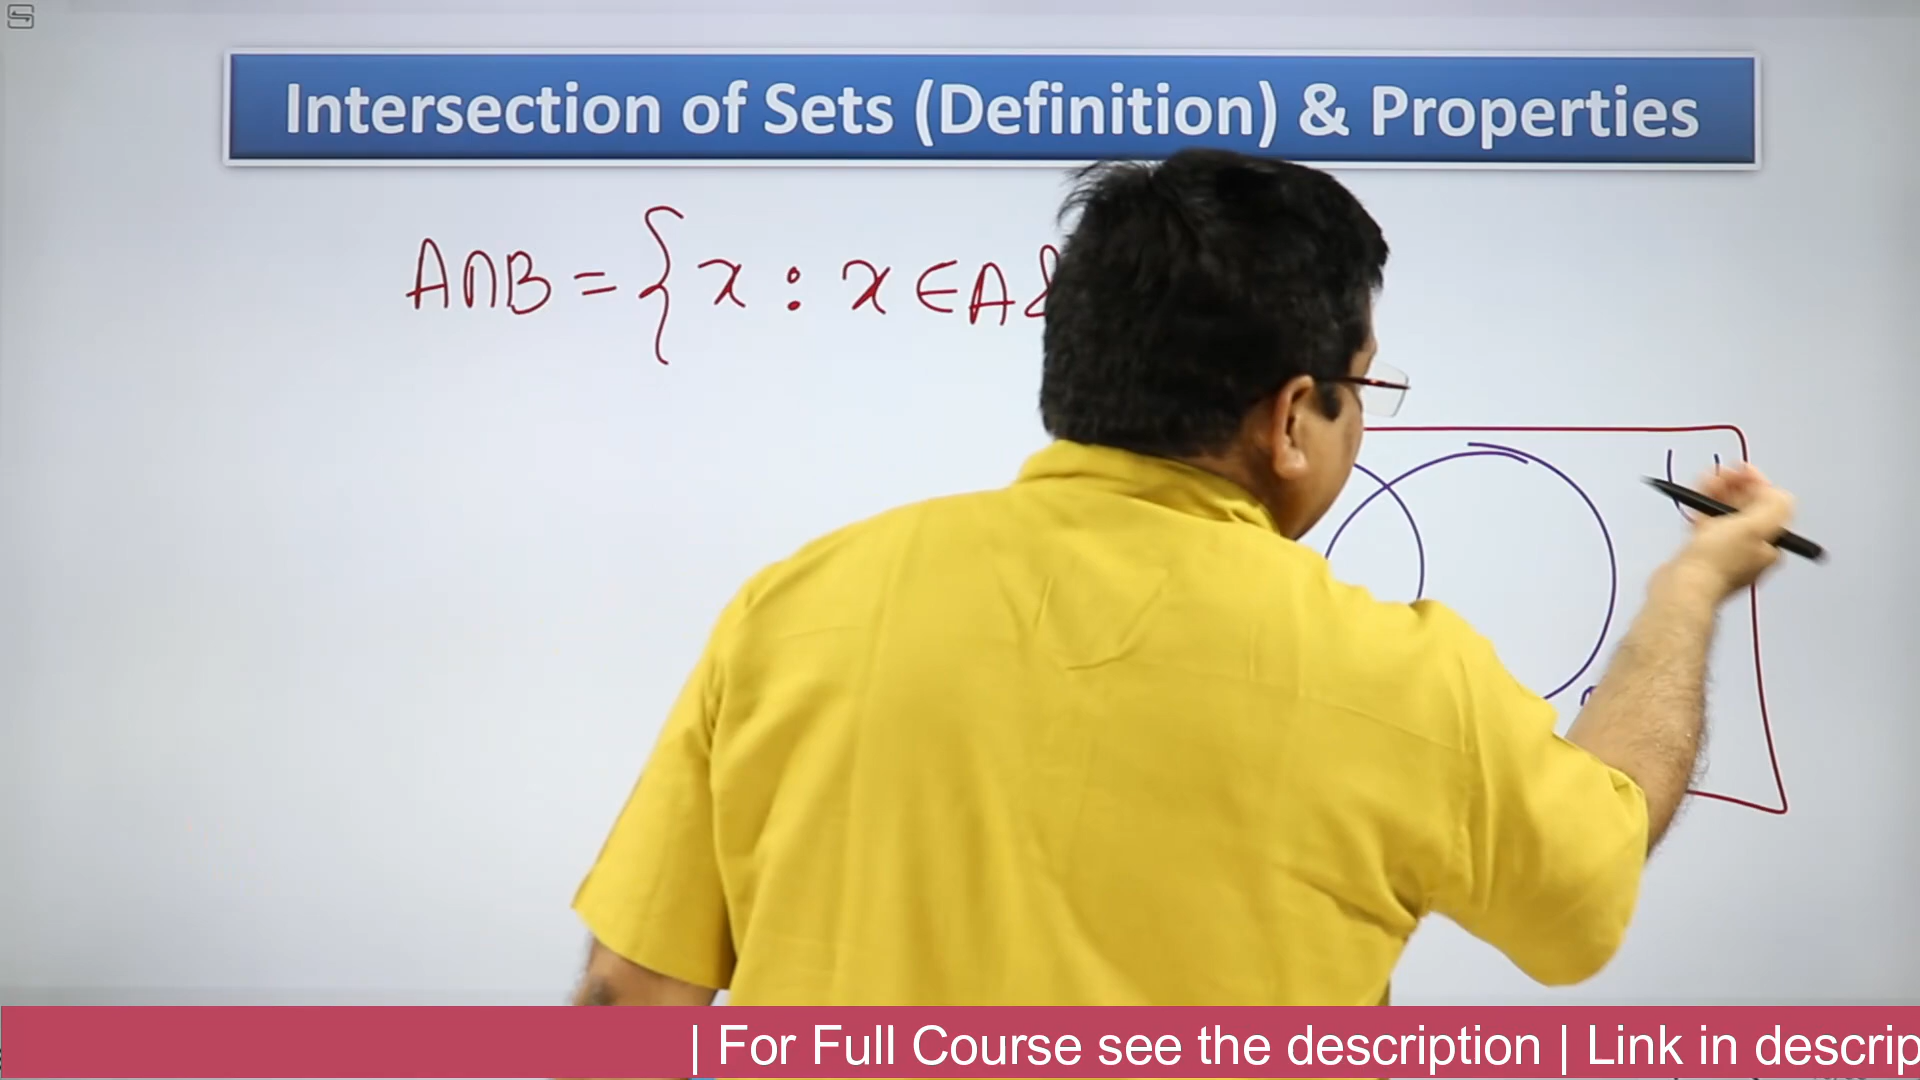 Intersection of Sets (Definition) & Properties
A∩B = { x : x ∈ A &
U
| For Full Course see the description | Link in descrip